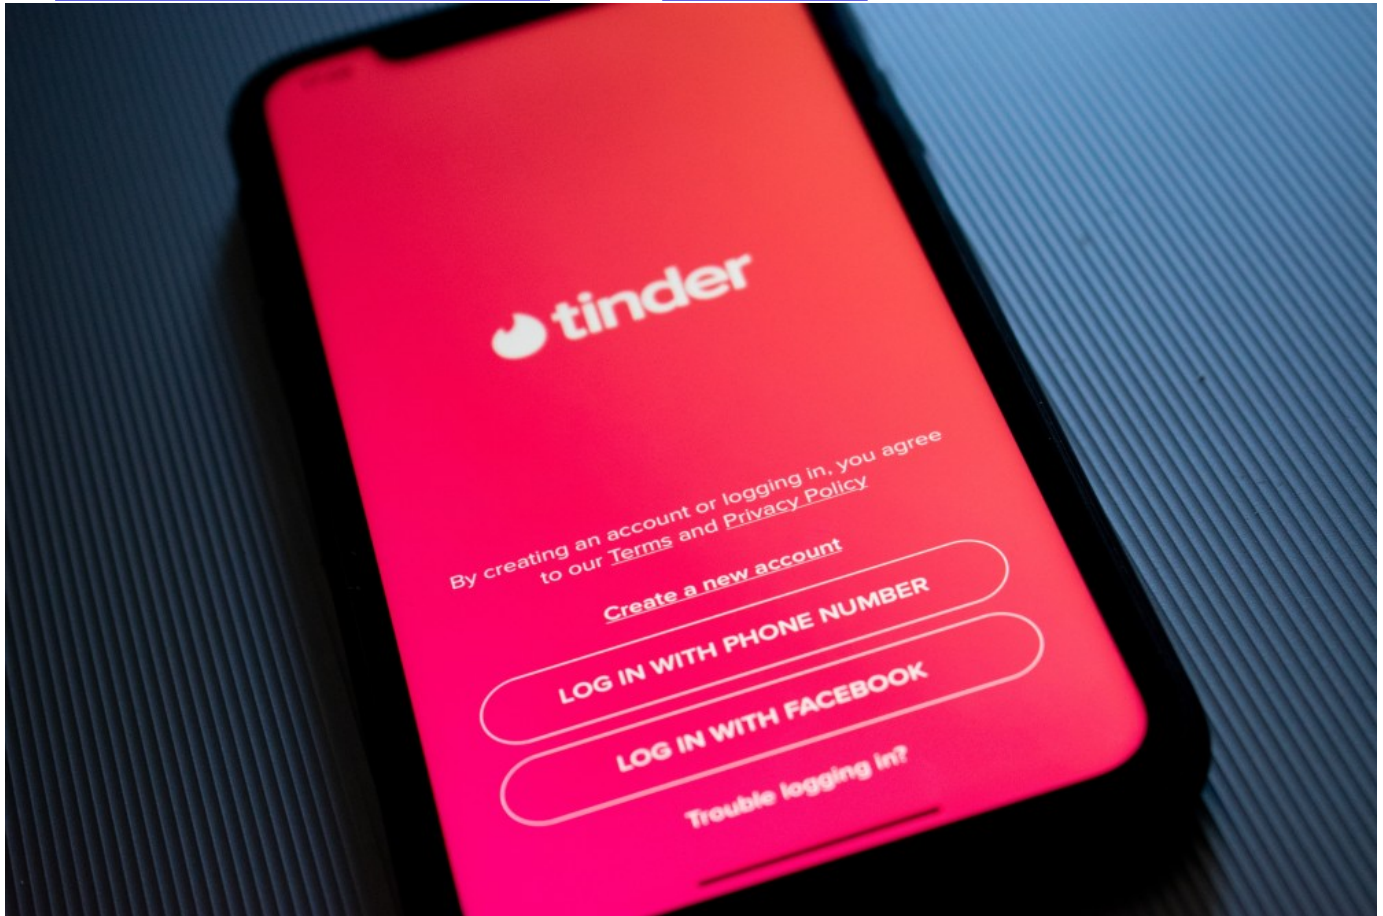 tinder
By creating an account or logging in, you agree
to our Terms and Privacy Policy
Create a new account
LOG IN WITH PHONE NUMBER
LOG IN WITH FACEBOOK
Trouble logging in?